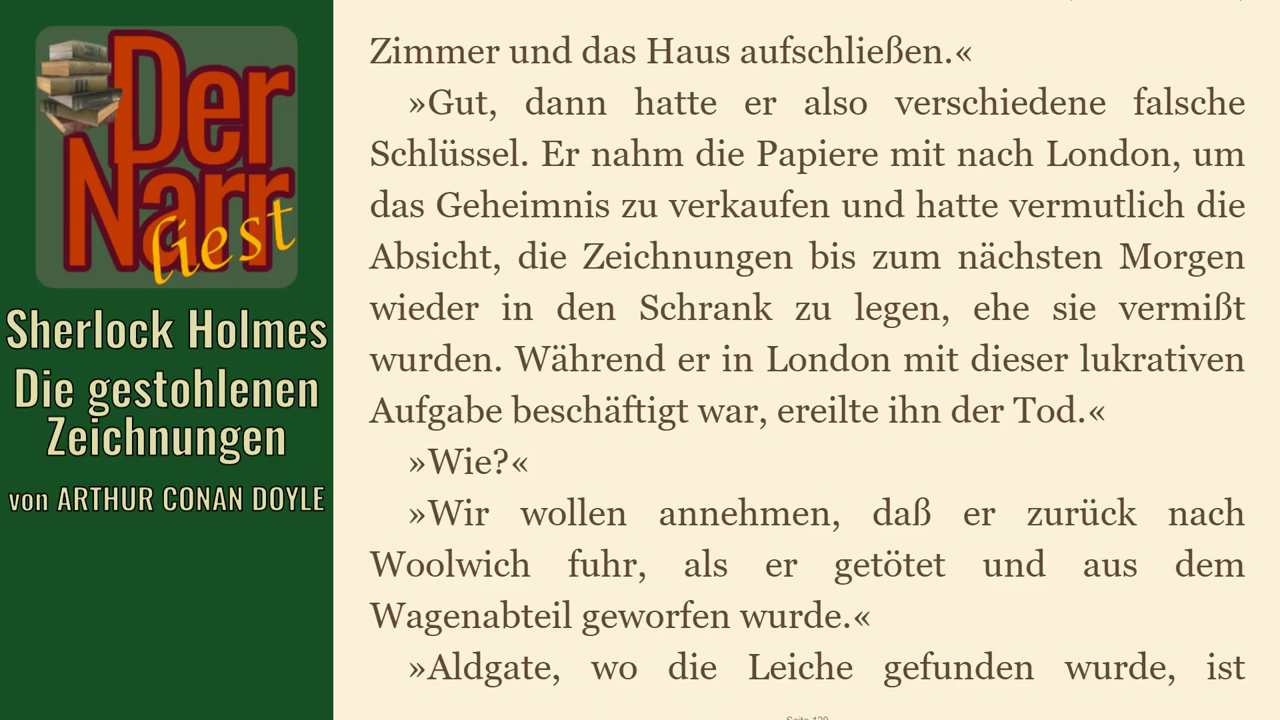 Der
Narr
liest
Sherlock Holmes
Die gestohlenen
Zeichnungen
von ARTHUR CONAN DOYLE
Zimmer und das Haus aufschließen.«
»Gut, dann hatte er also verschiedene falsche
Schlüssel. Er nahm die Papiere mit nach London, um
das Geheimnis zu verkaufen und hatte vermutlich die
Absicht, die Zeichnungen bis zum nächsten Morgen
wieder in den Schrank zu legen, ehe sie vermißt
wurden. Während er in London mit dieser lukrativen
Aufgabe beschäftigt war, ereilte ihn der Tod.«
»Wie?«
»Wir wollen annehmen, daß er zurück nach
Woolwich fuhr, als er getötet und aus dem
Wagenabteil geworfen wurde.«
»Aldgate, wo die Leiche gefunden wurde, ist